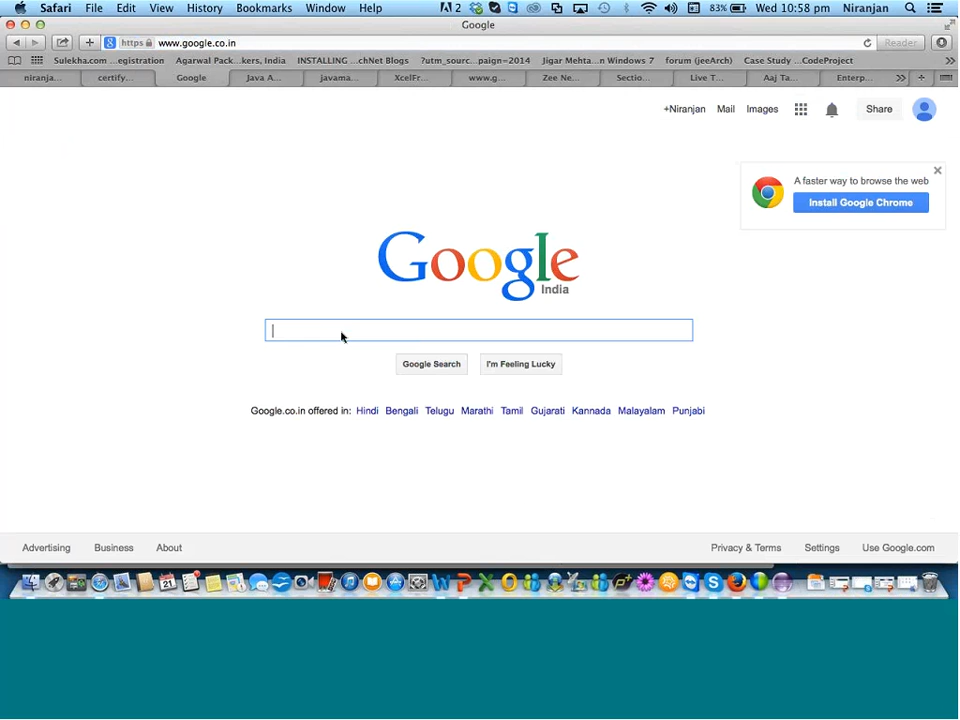 Safari File Edit View History Bookmarks Window Help A 2 83% Wed 10:58 pm Niranjan
Google
https www.google.co.in Reader
Sulekha.com ...egistration Agarwal Pack...kers, India INSTALLING ...chNet Blogs ?utm_sourc...paign=2014 Jigar Mehta...n Windows 7 forum (jeeArch) Case Study ...CodeProject
niranja... certify... Google Java A... javama... XcelFr... www.g... Zee Ne... Sectio... Live T... Aaj Ta... Enterp...
+Niranjan Mail Images Share
A faster way to browse the web
Install Google Chrome
Google
India
Google Search I'm Feeling Lucky
Google.co.in offered in: Hindi Bengali Telugu Marathi Tamil Gujarati Kannada Malayalam Punjabi
Advertising Business About Privacy & Terms Settings Use Google.com